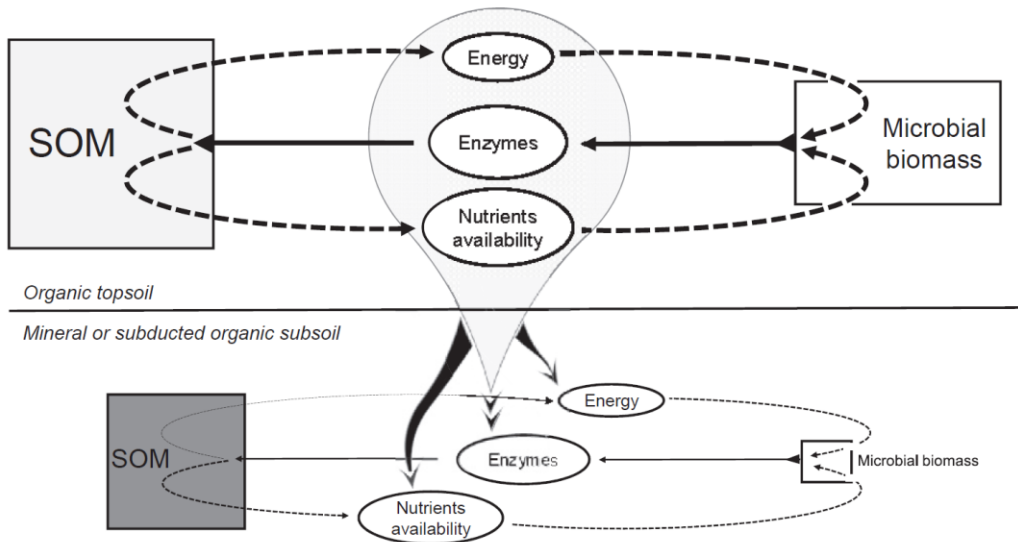 Energy
SOM
Enzymes
Microbial
biomass
Nutrients
availability
Organic topsoil
Mineral or subducted organic subsoil
Energy
SOM
Enzymes
Microbial biomass
Nutrients
availability